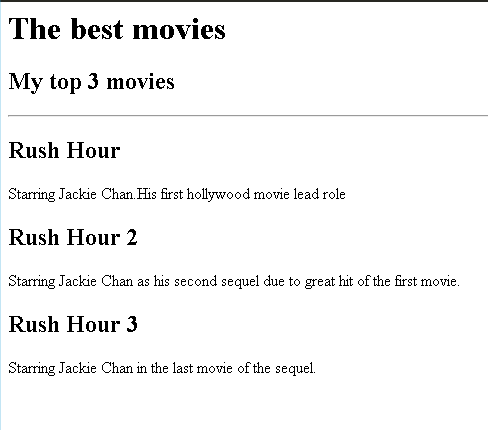 The best movies
My top 3 movies
Rush Hour
Starring Jackie Chan.His first hollywood movie lead role
Rush Hour 2
Starring Jackie Chan as his second sequel due to great hit of the first movie.
Rush Hour 3
Starring Jackie Chan in the last movie of the sequel.